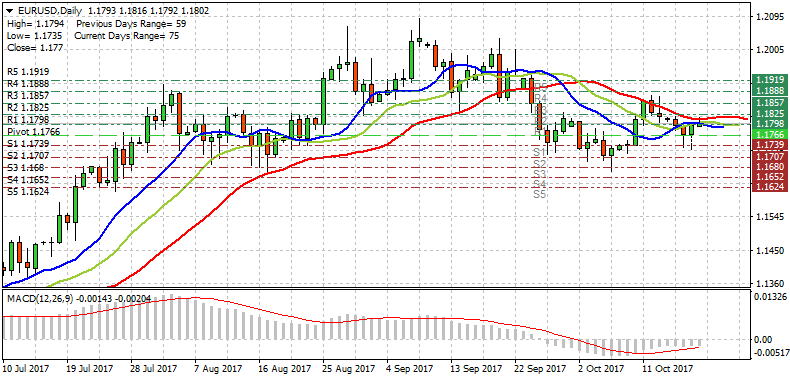 EURUSD,Daily 1.1793 1.1816 1.1792 1.1802
High= 1.1794 Previous Days Range= 59
Low= 1.1735 Current Days Range= 75
Close= 1.177
R5 1.1919
R4 1.1888
R3 1.1857
R2 1.1825
R1 1.1798
Pivot 1.1766
S1 1.1739
S2 1.1707
S3 1.168
S4 1.1652
S5 1.1624
S1
S2
S3
S4
S5
1.2095
1.2005
1.1919
1.1888
1.1857
1.1825
1.1798
1.1766
1.1739
1.1707
1.1680
1.1652
1.1624
1.1545
1.1450
1.1360
MACD(12,26,9) -0.00143 -0.00204
0.01326
0.00
-0.00517
10 Jul 2017 19 Jul 2017 28 Jul 2017 7 Aug 2017 16 Aug 2017 25 Aug 2017 4 Sep 2017 13 Sep 2017 22 Sep 2017 2 Oct 2017 11 Oct 2017